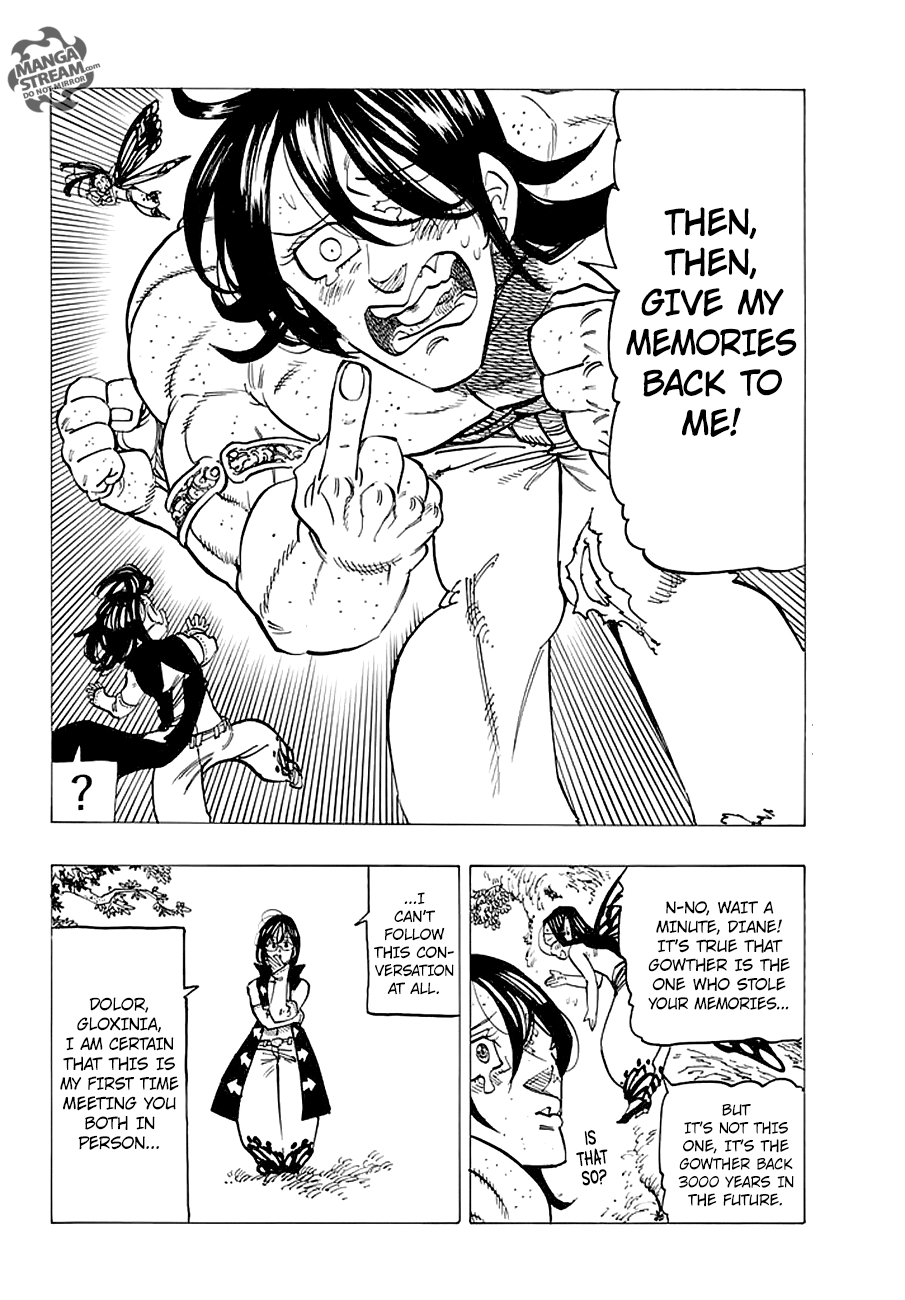 MANGA
STREAM.com
DO NOT MIRROR
THEN,
THEN,
GIVE MY
MEMORIES
BACK TO
ME!
?
N-NO, WAIT A
MINUTE, DIANE!
IT'S TRUE THAT
GOWTHER IS THE
ONE WHO STOLE
YOUR MEMORIES...
BUT
IT'S NOT THIS
ONE, IT'S THE
GOWTHER BACK
3000 YEARS IN
THE FUTURE.
IS
THAT
SO?
...I
CAN'T
FOLLOW
THIS CON-
VERSATION
AT ALL.
DOLOR,
GLOXINIA,
I AM CERTAIN
THAT THIS IS
MY FIRST TIME
MEETING YOU
BOTH IN
PERSON...